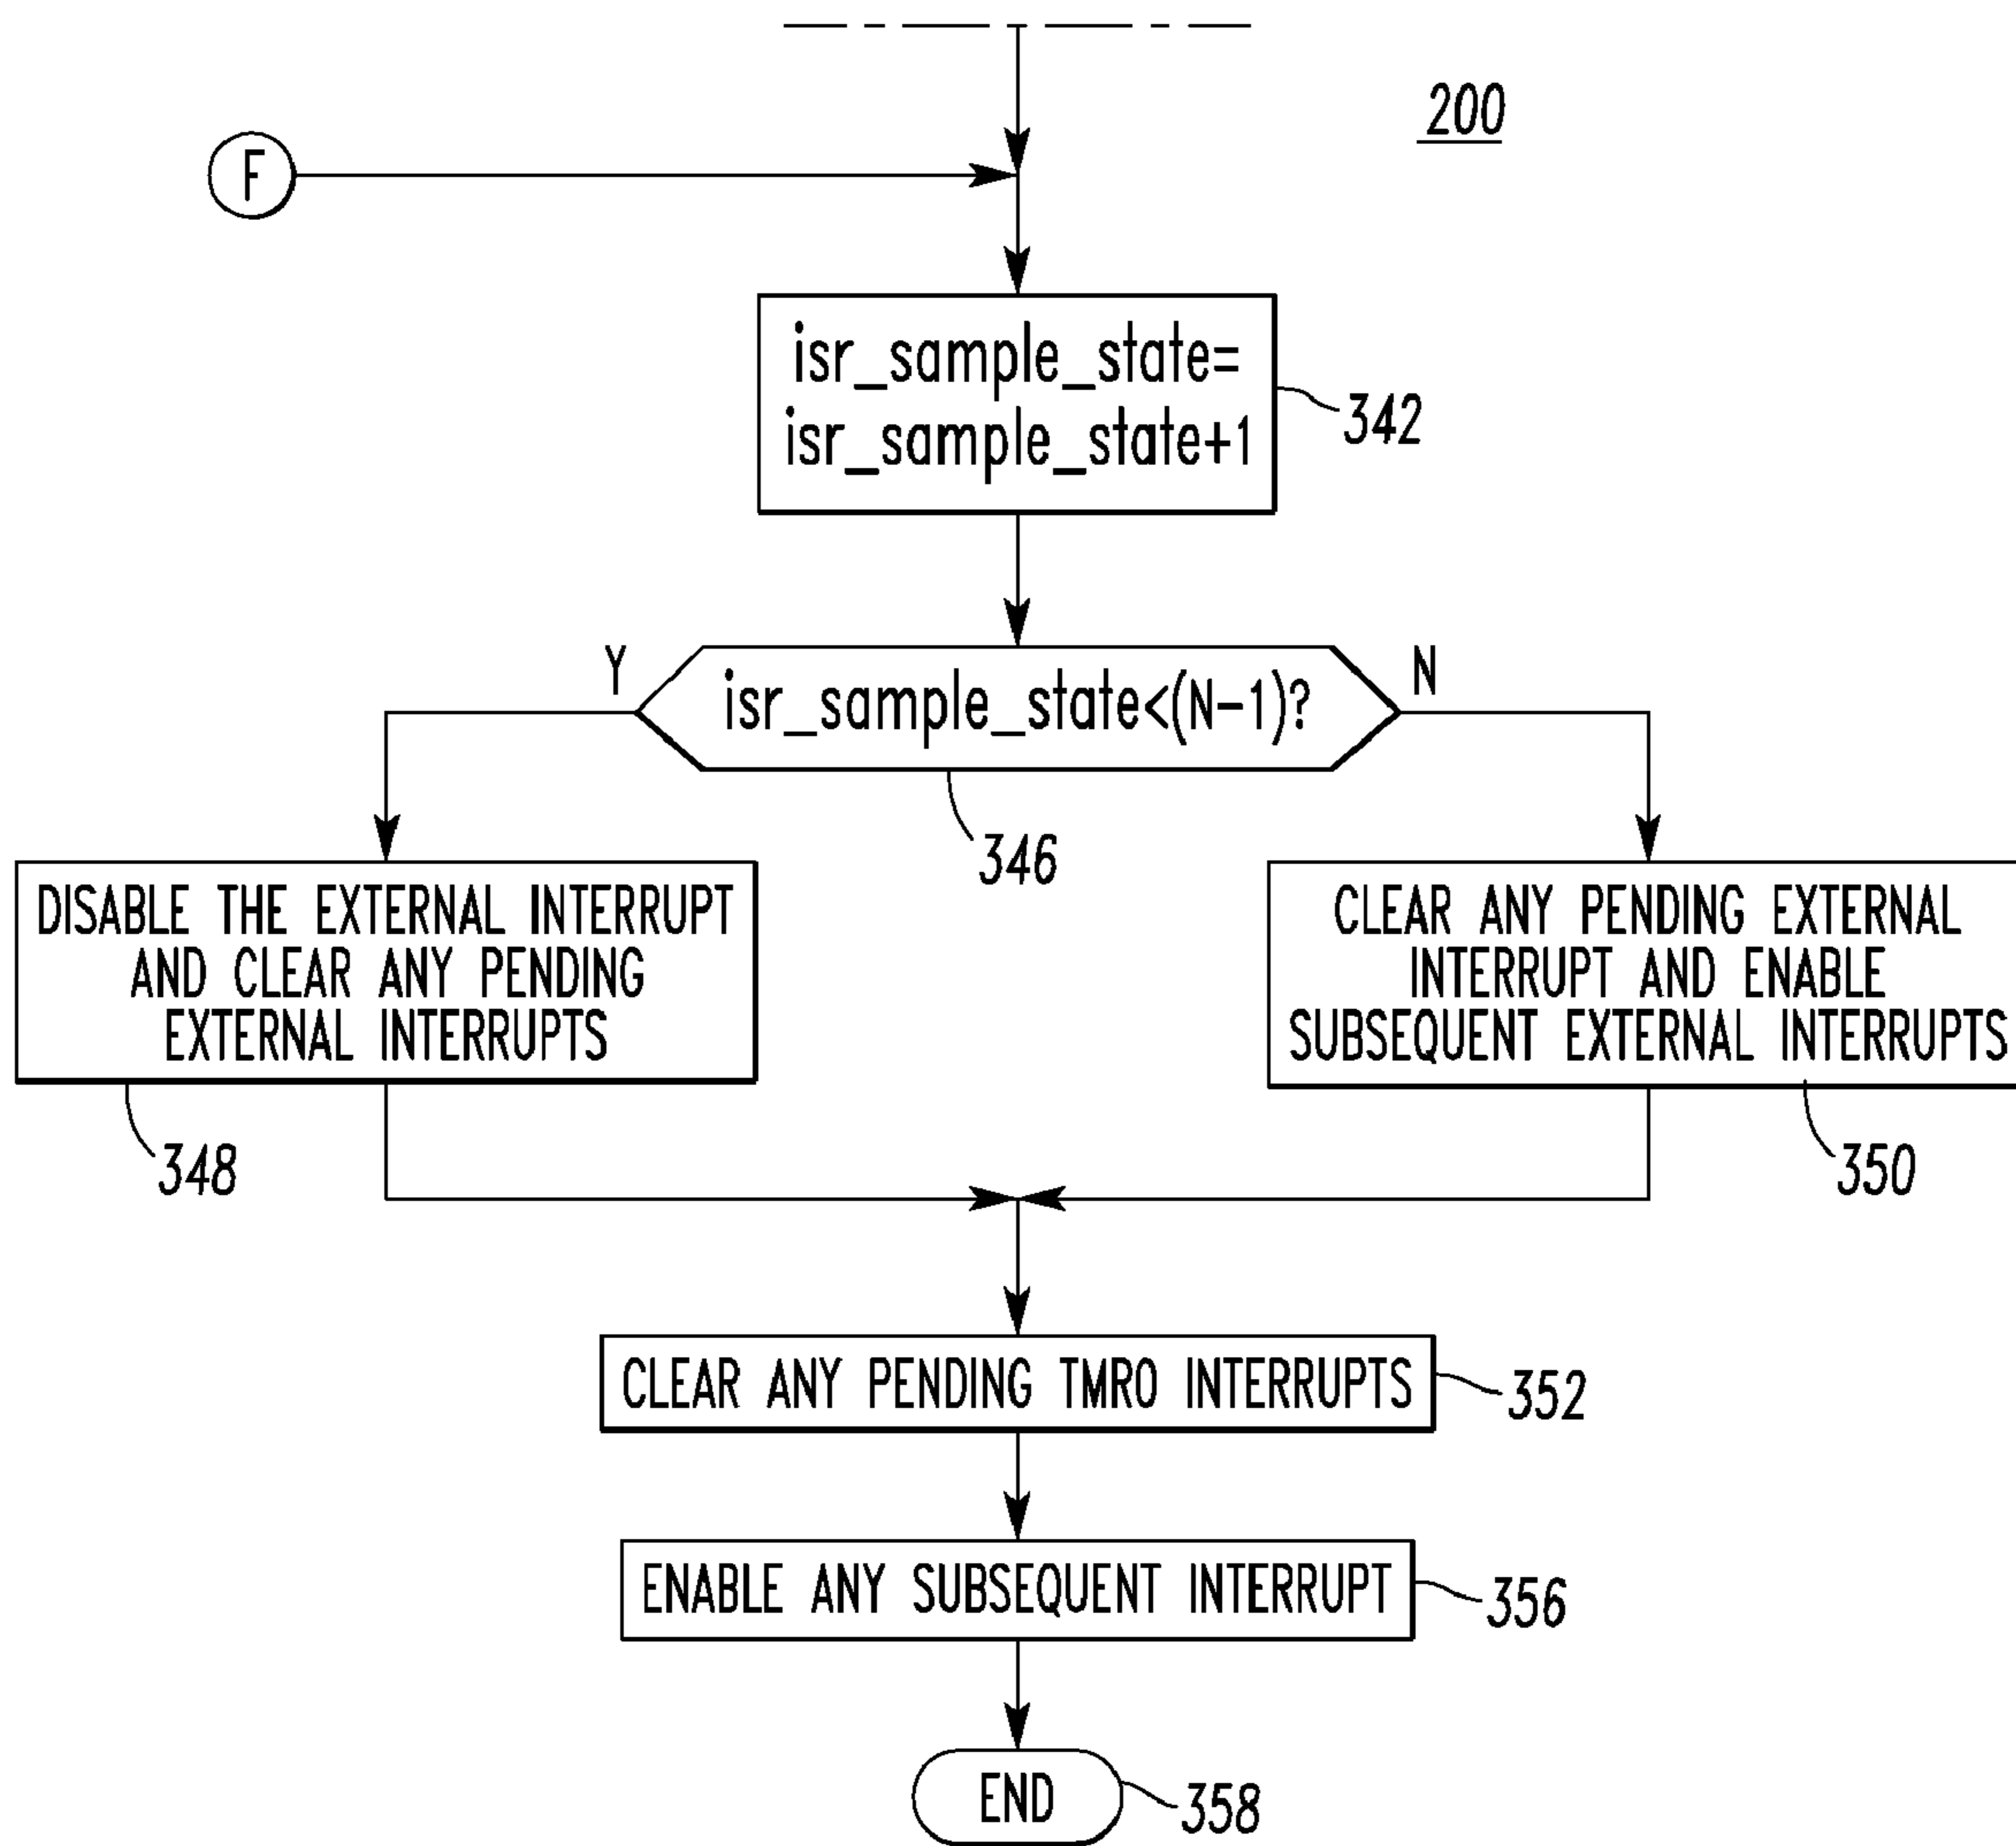 200
F
isr_sample_state=
isr_sample_state+1
342
Y
isr_sample_state<(N-1)?
N
346
DISABLE THE EXTERNAL INTERRUPT
AND CLEAR ANY PENDING
EXTERNAL INTERRUPTS
348
CLEAR ANY PENDING EXTERNAL
INTERRUPT AND ENABLE
SUBSEQUENT EXTERNAL INTERRUPTS
350
CLEAR ANY PENDING TMR0 INTERRUPTS
352
ENABLE ANY SUBSEQUENT INTERRUPT
356
END
358